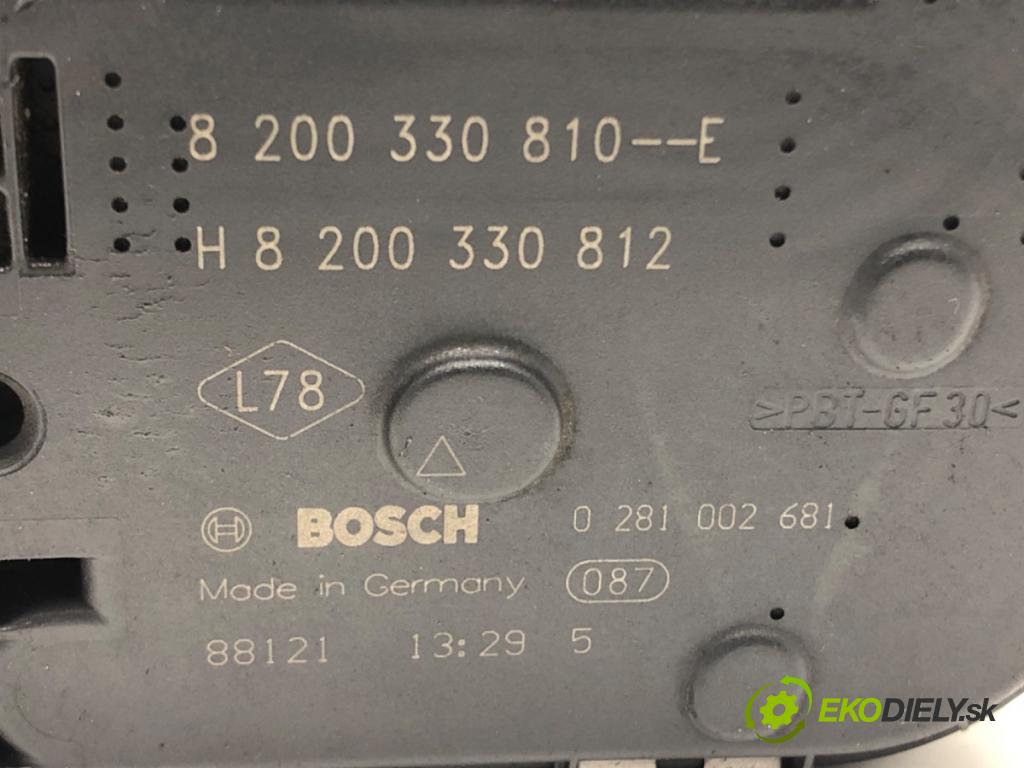 8 200 330 810--E
H 8 200 330 812
L78
>PBT-GF30<
BOSCH 0 281 002 681
Made in Germany 087
88121 13:29 5
EKODIELY.sk